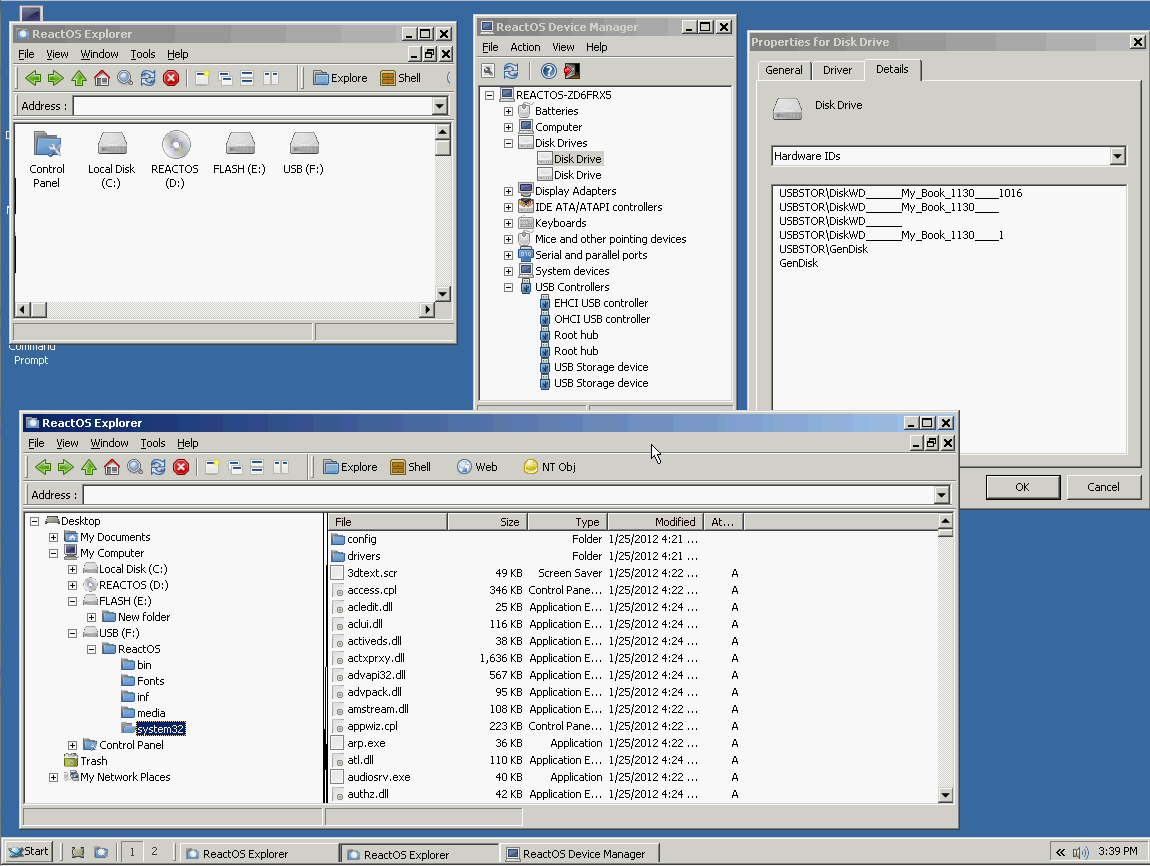 ReactOS Explorer
File View Window Tools Help
Explore Shell
Address :
Control Panel
Local Disk (C:)
REACTOS (D:)
FLASH (E:)
USB (F:)
Command
Prompt
ReactOS Device Manager
File Action View Help
REACTOS-ZD6FRX5
Batteries
Computer
Disk Drives
Disk Drive
Disk Drive
Display Adapters
IDE ATA/ATAPI controllers
Keyboards
Mice and other pointing devices
Serial and parallel ports
System devices
USB Controllers
EHCI USB controller
OHCI USB controller
Root hub
Root hub
USB Storage device
USB Storage device
Properties for Disk Drive
General Driver Details
Disk Drive
Hardware IDs
USBSTOR\DiskWD______My_Book_1130____1016
USBSTOR\DiskWD______My_Book_1130____
USBSTOR\DiskWD______
USBSTOR\DiskWD______My_Book_1130____1
USBSTOR\GenDisk
GenDisk
OK Cancel
ReactOS Explorer
File View Window Tools Help
Explore Shell Web NT Obj
Address :
Desktop
My Documents
My Computer
Local Disk (C:)
REACTOS (D:)
FLASH (E:)
New folder
USB (F:)
ReactOS
bin
Fonts
inf
media
system32
Control Panel
Trash
My Network Places
File Size Type Modified At...
config Folder 1/25/2012 4:21 ...
drivers Folder 1/25/2012 4:21 ...
3dtext.scr 49 KB Screen Saver 1/25/2012 4:22 ... A
access.cpl 346 KB Control Pane... 1/25/2012 4:22 ... A
acledit.dll 25 KB Application E... 1/25/2012 4:24 ... A
aclui.dll 116 KB Application E... 1/25/2012 4:24 ... A
activeds.dll 38 KB Application E... 1/25/2012 4:24 ... A
actxprxy.dll 1,636 KB Application E... 1/25/2012 4:24 ... A
advapi32.dll 567 KB Application E... 1/25/2012 4:24 ... A
advpack.dll 95 KB Application E... 1/25/2012 4:24 ... A
amstream.dll 108 KB Application E... 1/25/2012 4:24 ... A
appwiz.cpl 223 KB Control Pane... 1/25/2012 4:22 ... A
arp.exe 36 KB Application 1/25/2012 4:22 ... A
atl.dll 110 KB Application E... 1/25/2012 4:24 ... A
audiosrv.exe 40 KB Application 1/25/2012 4:22 ... A
authz.dll 42 KB Application E... 1/25/2012 4:24 ... A
Start 1 2 ReactOS Explorer ReactOS Explorer ReactOS Device Manager « 3:39 PM